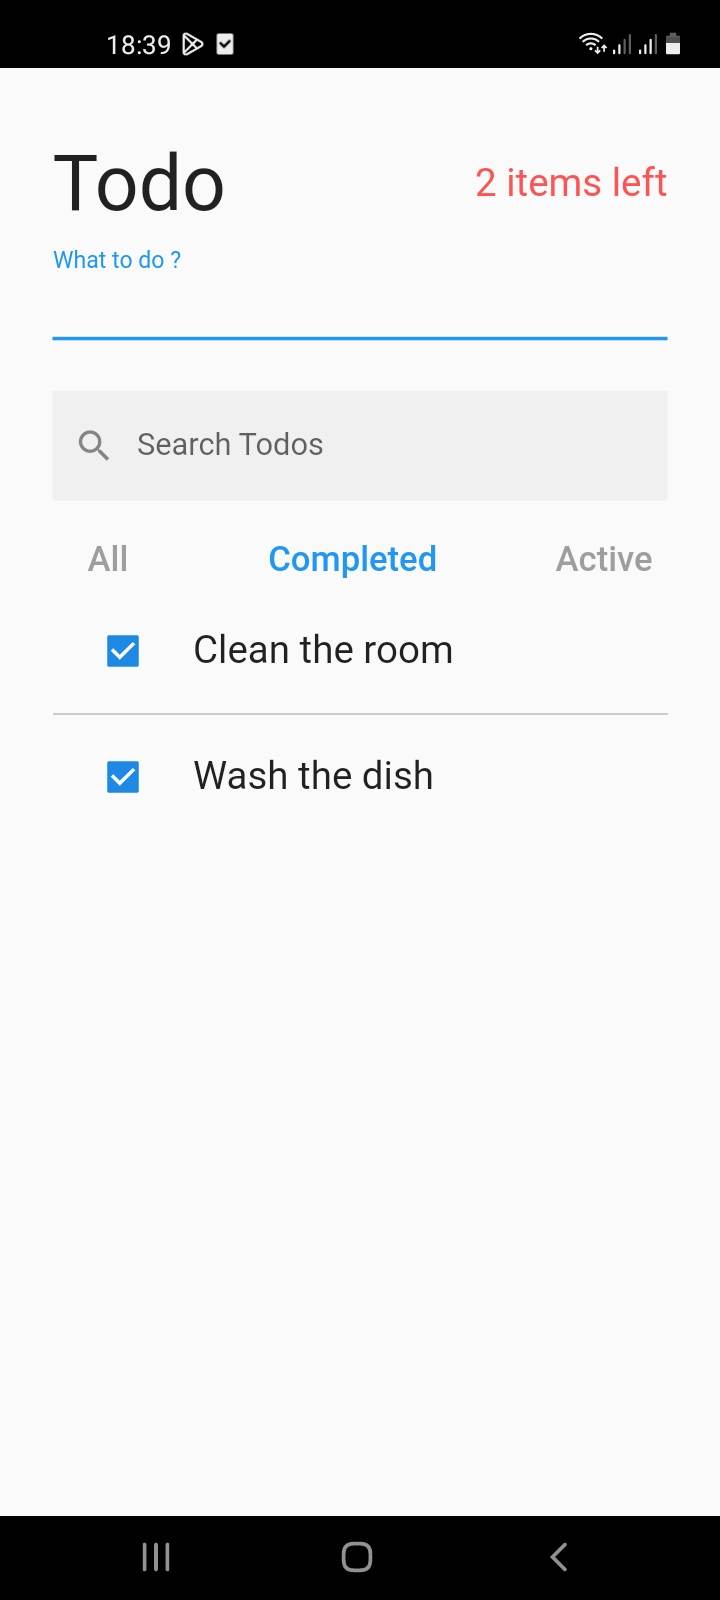 18:39
Todo
2 items left
What to do ?
Search Todos
All Completed Active
Clean the room
Wash the dish